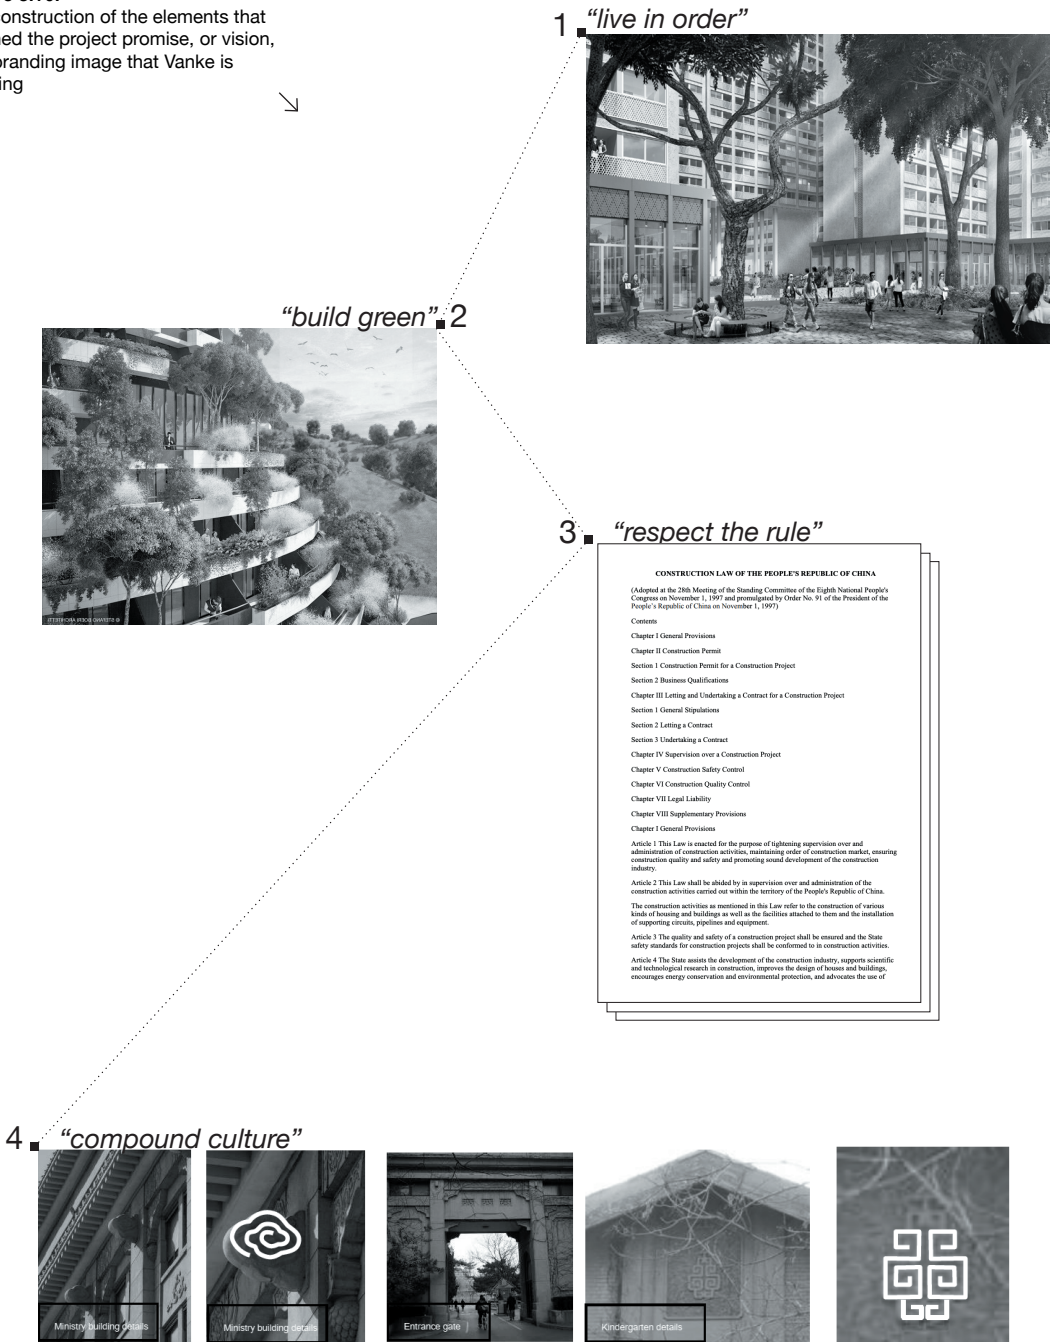 onstruction of the elements that
ed the project promise, or vision,
branding image that Vanke is
ing
1 “live in order”
“build green” 2
© STEFANO BOERI ARCHITETTI
3 “respect the rule”
CONSTRUCTION LAW OF THE PEOPLE'S REPUBLIC OF CHINA
(Adopted at the 28th Meeting of the Standing Committee of the Eighth National People's
Congress on November 1, 1997 and promulgated by Order No. 91 of the President of the
People's Republic of China on November 1, 1997)
Contents
Chapter I General Provisions
Chapter II Construction Permit
Section 1 Construction Permit for a Construction Project
Section 2 Business Qualifications
Chapter III Letting and Undertaking a Contract for a Construction Project
Section 1 General Stipulations
Section 2 Letting a Contract
Section 3 Undertaking a Contract
Chapter IV Supervision over a Construction Project
Chapter V Construction Safety Control
Chapter VI Construction Quality Control
Chapter VII Legal Liability
Chapter VIII Supplementary Provisions
Chapter I General Provisions
Article 1 This Law is enacted for the purpose of tightening supervision over and
administration of construction activities, maintaining order of construction market, ensuring
construction quality and safety and promoting sound development of the construction
industry.
Article 2 This Law shall be abided by in supervision over and administration of the
construction activities carried out within the territory of the People's Republic of China.
The construction activities as mentioned in this Law refer to the construction of various
kinds of housing and buildings as well as the facilities attached to them and the installation
of supporting circuits, pipelines and equipment.
Article 3 The quality and safety of a construction project shall be ensured and the State
safety standards for construction projects shall be conformed to in construction activities.
Article 4 The State assists the development of the construction industry, supports scientific
and technological research in construction, improves the design of houses and buildings,
encourages energy conservation and environmental protection, and advocates the use of
4 “compound culture”
Ministry building details
Ministry building details
Entrance gate
Kindergarten details